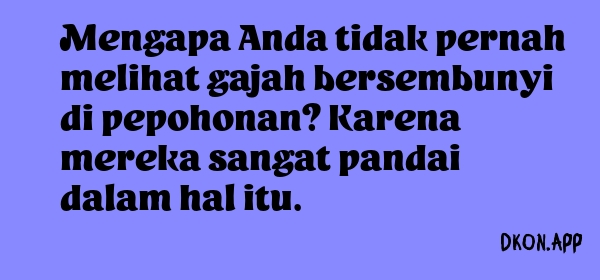 Mengapa Anda tidak pernah
melihat gajah bersembunyi
di pepohonan? Karena
mereka sangat pandai
dalam hal itu.
DKON.APP